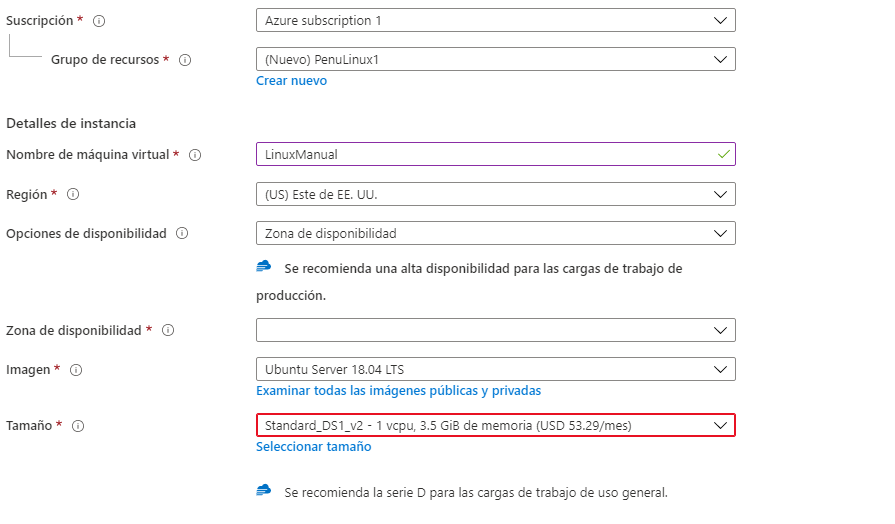 Suscripción *
Azure subscription 1
Grupo de recursos *
(Nuevo) PenuLinux1
Crear nuevo
Detalles de instancia
Nombre de máquina virtual *
LinuxManual
Región *
(US) Este de EE. UU.
Opciones de disponibilidad
Zona de disponibilidad
Se recomienda una alta disponibilidad para las cargas de trabajo de
producción.
Zona de disponibilidad *
Imagen *
Ubuntu Server 18.04 LTS
Examinar todas las imágenes públicas y privadas
Tamaño *
Standard_DS1_v2 - 1 vcpu, 3.5 GiB de memoria (USD 53.29/mes)
Seleccionar tamaño
Se recomienda la serie D para las cargas de trabajo de uso general.